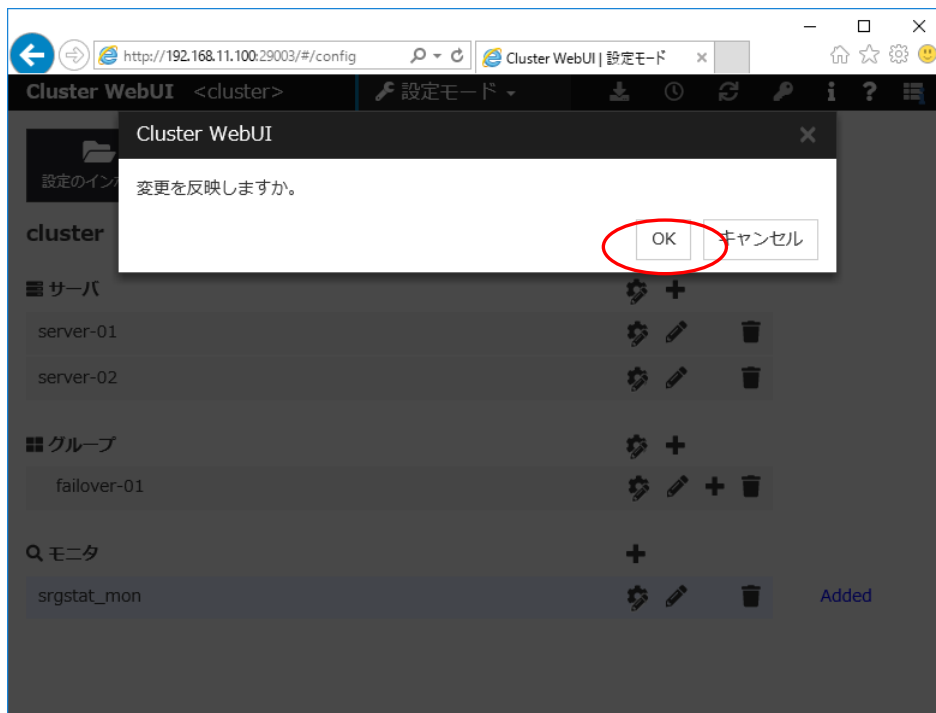 http://192.168.11.100:29003/#/config
Cluster WebUI | 設定モード
Cluster WebUI <cluster>
設定モード
Cluster WebUI
設定のインポ
変更を反映しますか。
OK
キャンセル
cluster
サーバ
server-01
server-02
グループ
failover-01
モニタ
srgstat_mon
Added